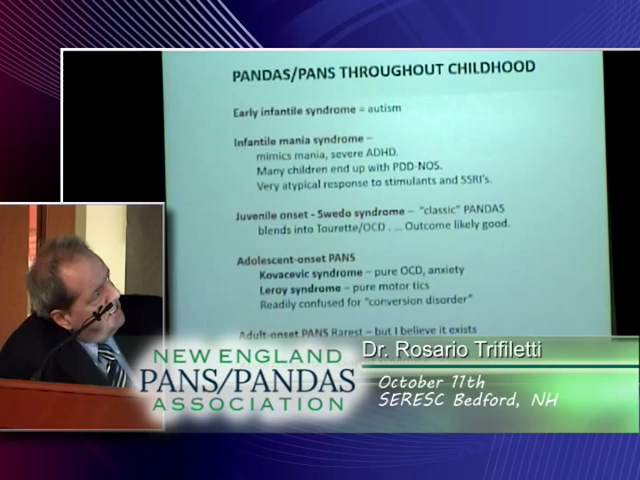 PANDAS/PANS THROUGHOUT CHILDHOOD
Early infantile syndrome = autism
Infantile mania syndrome –
mimics mania, severe ADHD.
Many children end up with PDD-NOS.
Very atypical response to stimulants and SSRI's.
Juvenile onset - Swedo syndrome – "classic" PANDAS
blends into Tourette/OCD . ... Outcome likely good.
Adolescent-onset PANS
Kovacevic syndrome – pure OCD, anxiety
Leroy syndrome – pure motor tics
Readily confused for "conversion disorder"
Adult-onset PANS Rarest – but I believe it exists
NEW ENGLAND
PANS/PANDAS
ASSOCIATION
Dr. Rosario Trifiletti
October 11th
SERESC Bedford, NH